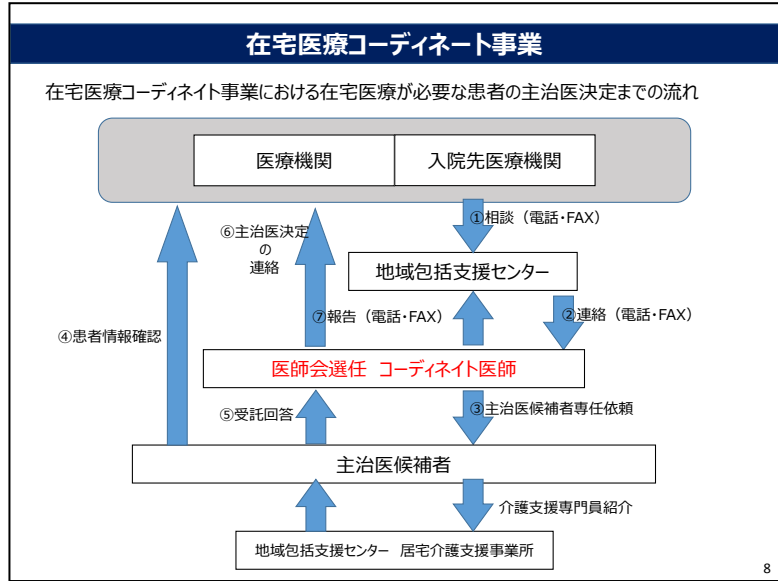 在宅医療コーディネート事業
在宅医療コーディネイト事業における在宅医療が必要な患者の主治医決定までの流れ
医療機関
入院先医療機関
①相談（電話・FAX）
⑥主治医決定
の
連絡
地域包括支援センター
⑦報告（電話・FAX）
②連絡（電話・FAX）
④患者情報確認
医師会選任 コーディネイト医師
⑤受託回答
③主治医候補者専任依頼
主治医候補者
介護支援専門員紹介
地域包括支援センター 居宅介護支援事業所
8